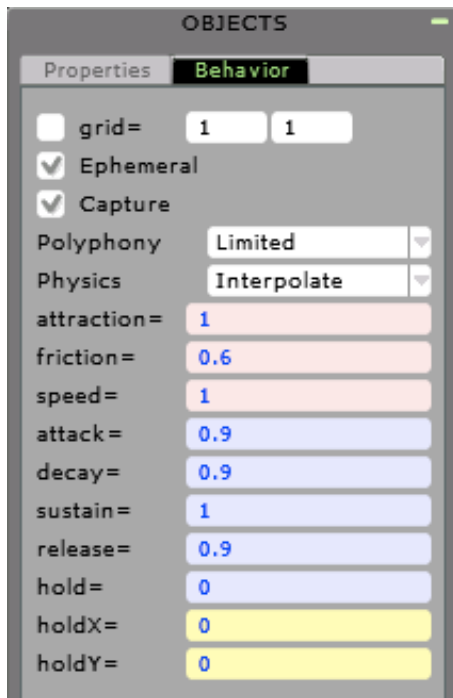 OBJECTS
Properties Behavior
grid= 1 1
Ephemeral
Capture
Polyphony Limited
Physics Interpolate
attraction= 1
friction= 0.6
speed= 1
attack= 0.9
decay= 0.9
sustain= 1
release= 0.9
hold= 0
holdX= 0
holdY= 0